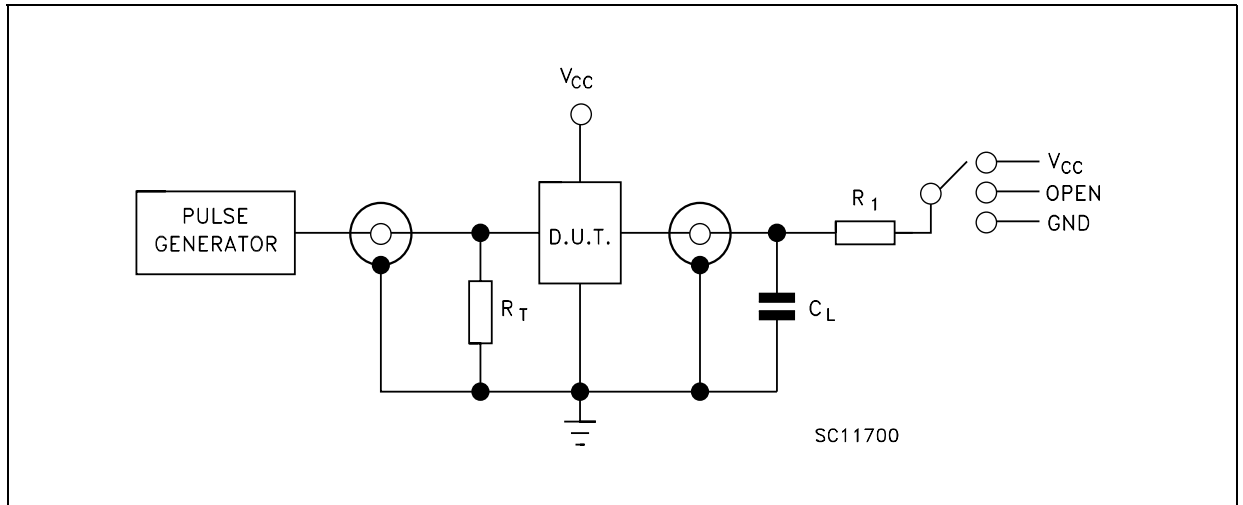 VCC
PULSE
GENERATOR
D.U.T.
RT
CL
R1
VCC
OPEN
GND
SC11700